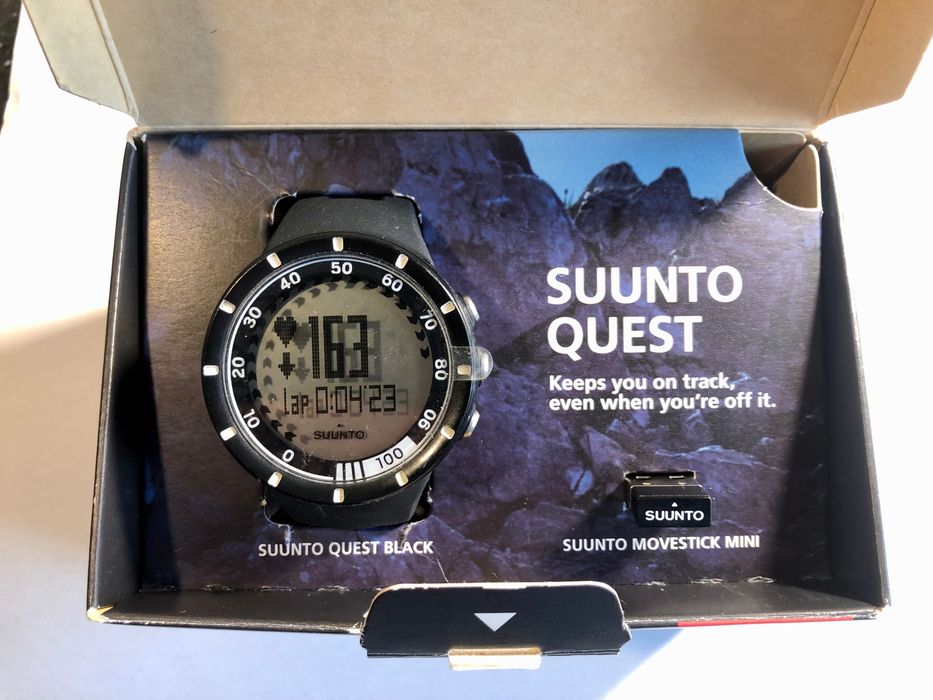 SUUNTO
QUEST
Keeps you on track,
even when you're off it.
0 10 20 30 40 50 60 70 80 90 100
163
lap 0:04'23
SUUNTO
SUUNTO
SUUNTO QUEST BLACK
SUUNTO MOVESTICK MINI